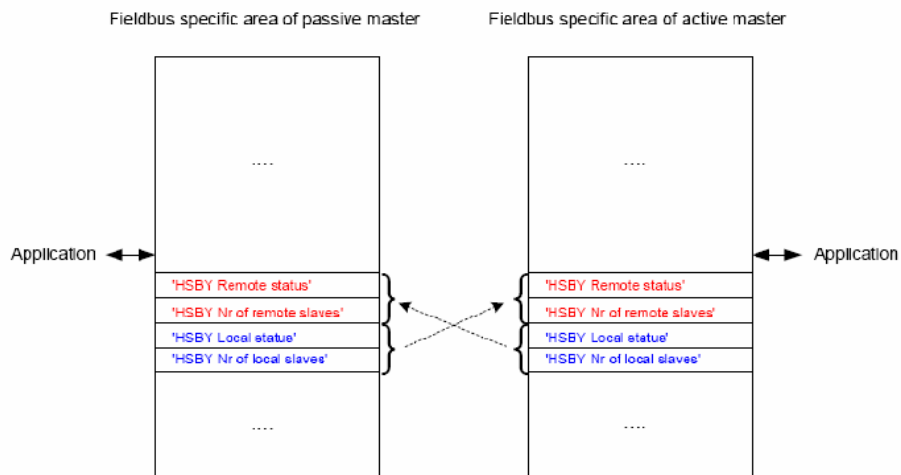 Fieldbus specific area of passive master
Fieldbus specific area of active master
....
....
Application
Application
'HSBY Remote status'
'HSBY Remote status'
'HSBY Nr of remote slaves'
'HSBY Nr of remote slaves'
'HSBY Local status'
'HSBY Local status'
'HSBY Nr of local slaves'
'HSBY Nr of local slaves'
....
....